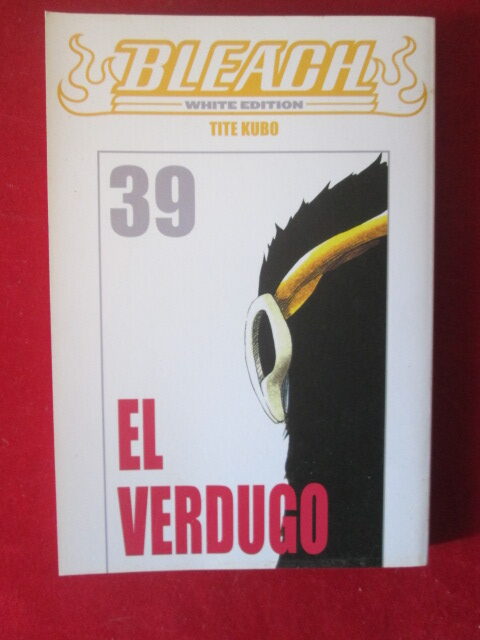 BLEACH
WHITE EDITION
TITE KUBO
39
EL
VERDUGO